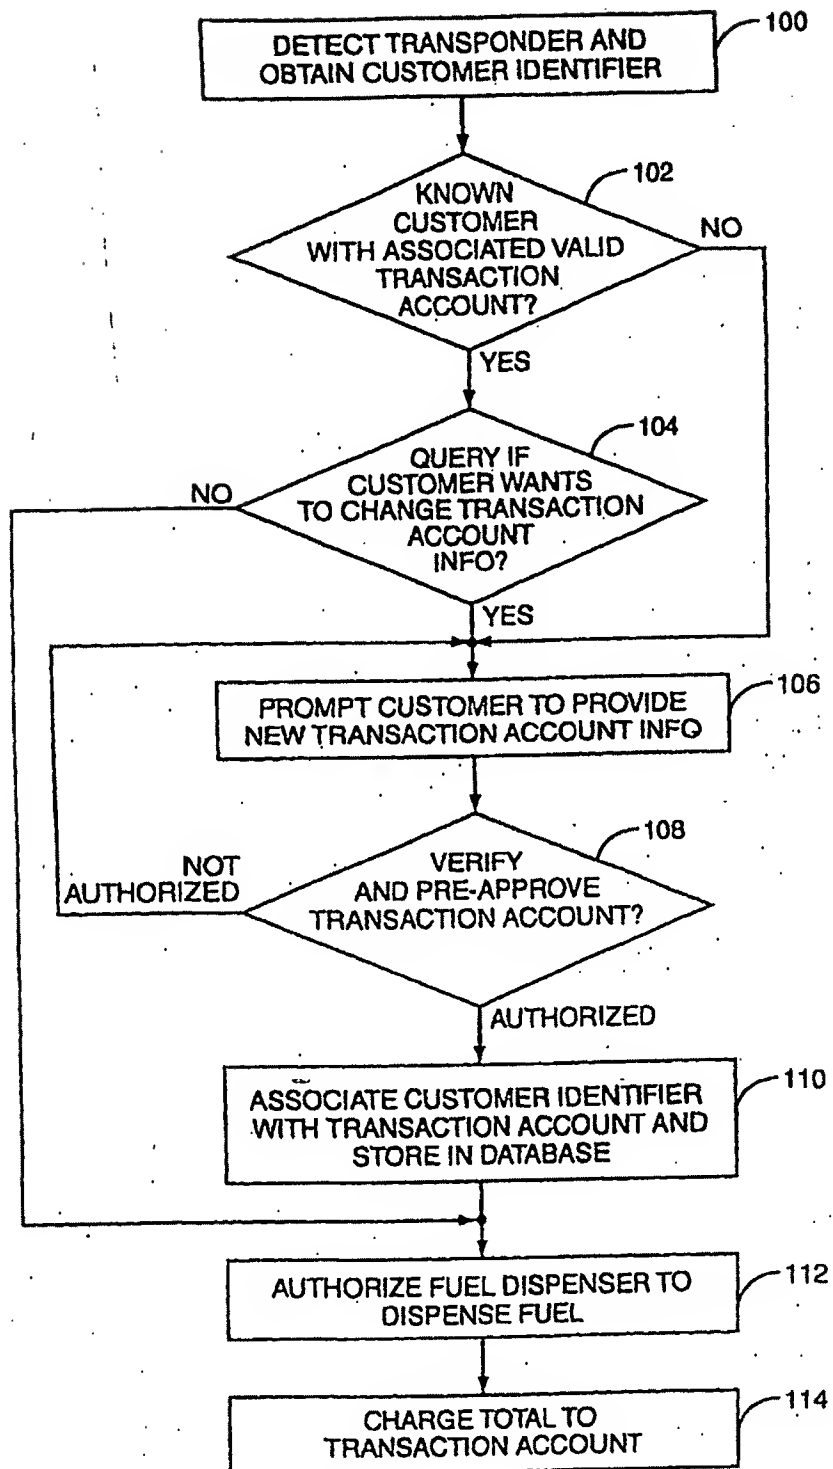 100
DETECT TRANSPONDER AND
OBTAIN CUSTOMER IDENTIFIER
102
KNOWN
CUSTOMER
WITH ASSOCIATED VALID
TRANSACTION
ACCOUNT?
NO
YES
104
QUERY IF
CUSTOMER WANTS
TO CHANGE TRANSACTION
ACCOUNT
INFO?
NO
YES
106
PROMPT CUSTOMER TO PROVIDE
NEW TRANSACTION ACCOUNT INFO
108
VERIFY
AND PRE-APPROVE
TRANSACTION ACCOUNT?
NOT
AUTHORIZED
AUTHORIZED
110
ASSOCIATE CUSTOMER IDENTIFIER
WITH TRANSACTION ACCOUNT AND
STORE IN DATABASE
112
AUTHORIZE FUEL DISPENSER TO
DISPENSE FUEL
114
CHARGE TOTAL TO
TRANSACTION ACCOUNT